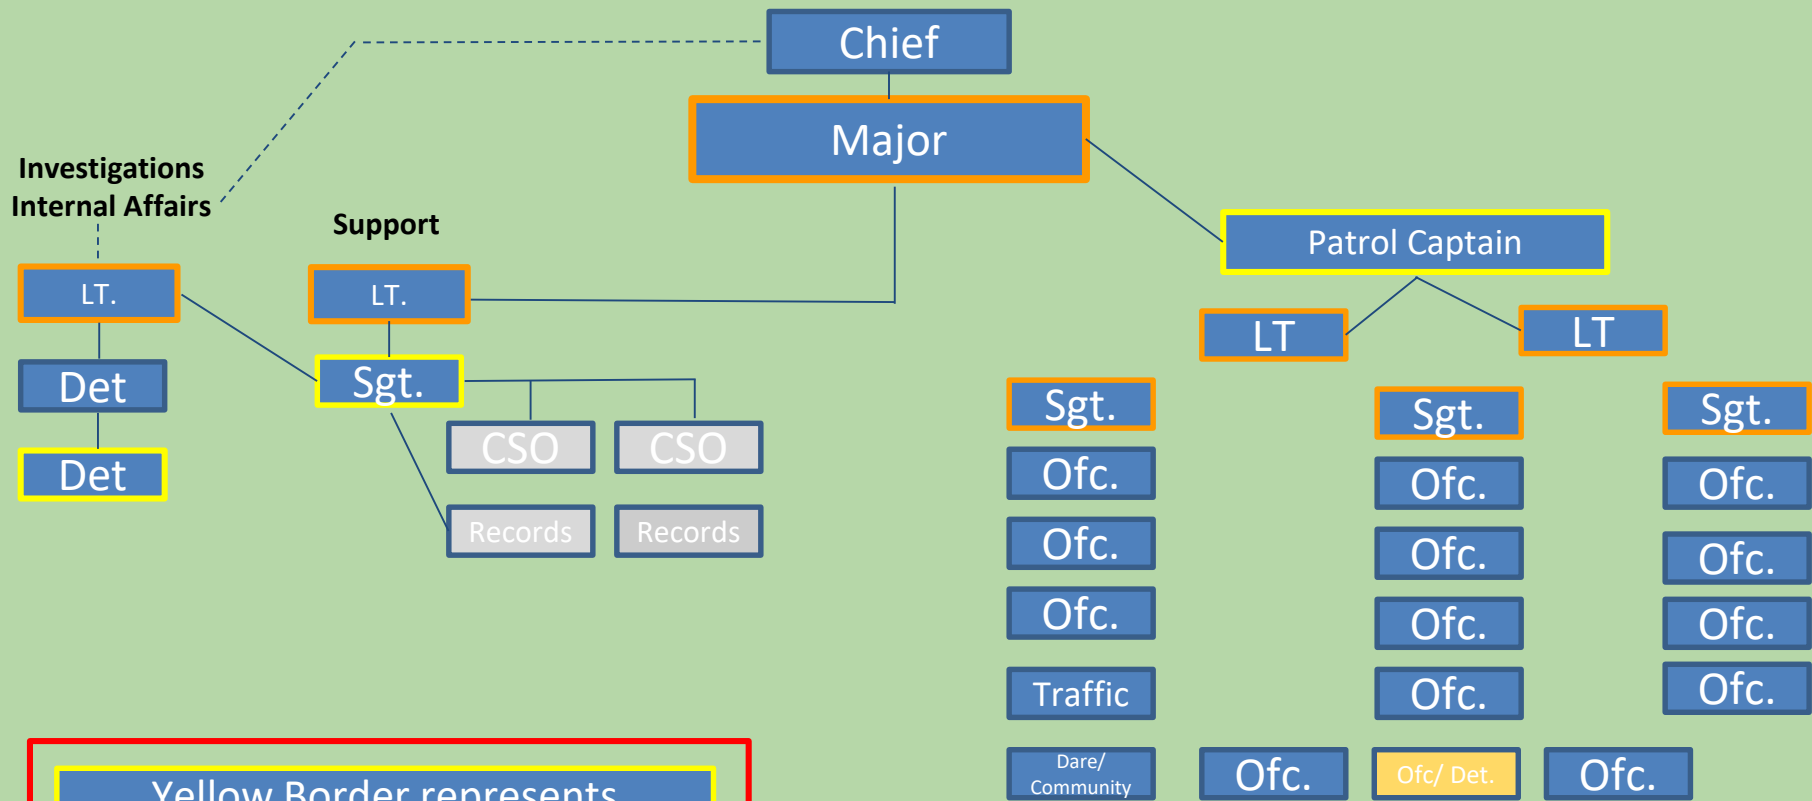 Chief
Major
Investigations
Internal Affairs
Support
Patrol Captain
LT.
LT.
LT
LT
Det
Sgt.
Sgt.
Sgt.
Sgt.
Det
CSO
CSO
Ofc.
Ofc.
Ofc.
Records
Records
Ofc.
Ofc.
Ofc.
Ofc.
Ofc.
Ofc.
Traffic
Ofc.
Ofc.
Dare/
Community
Ofc.
Ofc/ Det.
Ofc.
Yellow Border represents